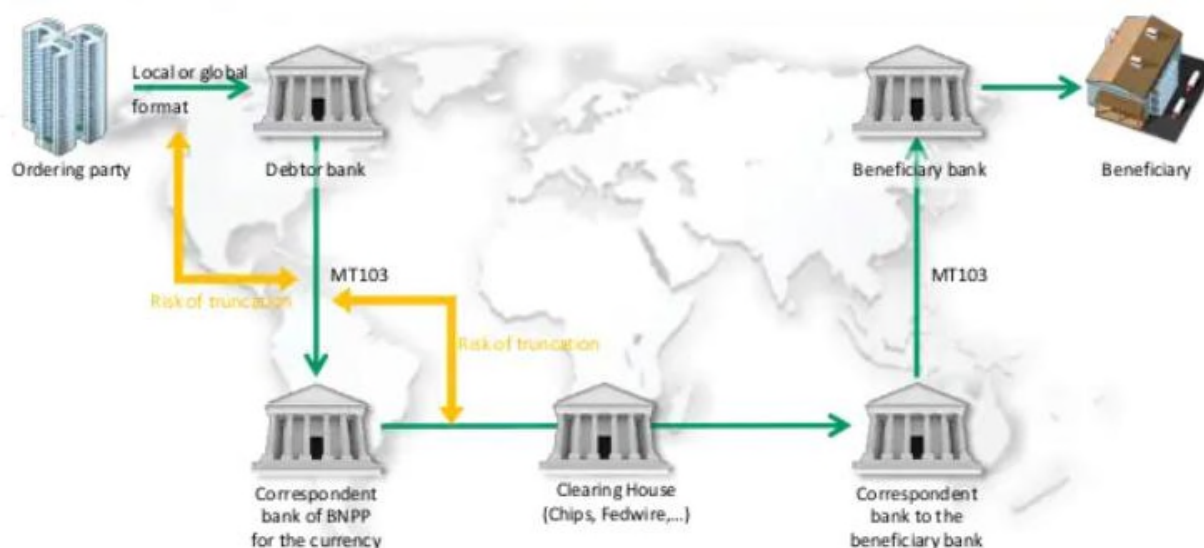 Local or global
format
Ordering party
Debtor bank
Beneficiary bank
Beneficiary
MT103
MT103
Risk of truncation
Risk of truncation
Correspondent
bank of BNPP
for the currency
Clearing House
(Chips, Fedwire,...)
Correspondent
bank to the
beneficiary bank